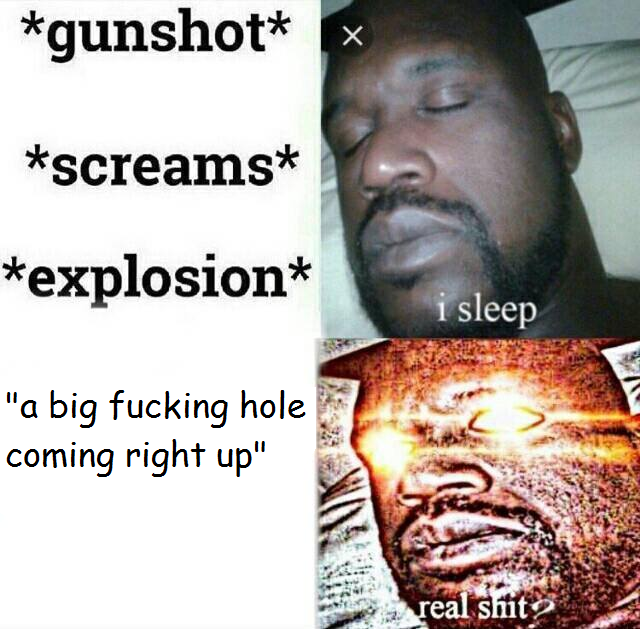 *gunshot*
*screams*
*explosion*
i sleep
"a big fucking hole
coming right up"
real shit?